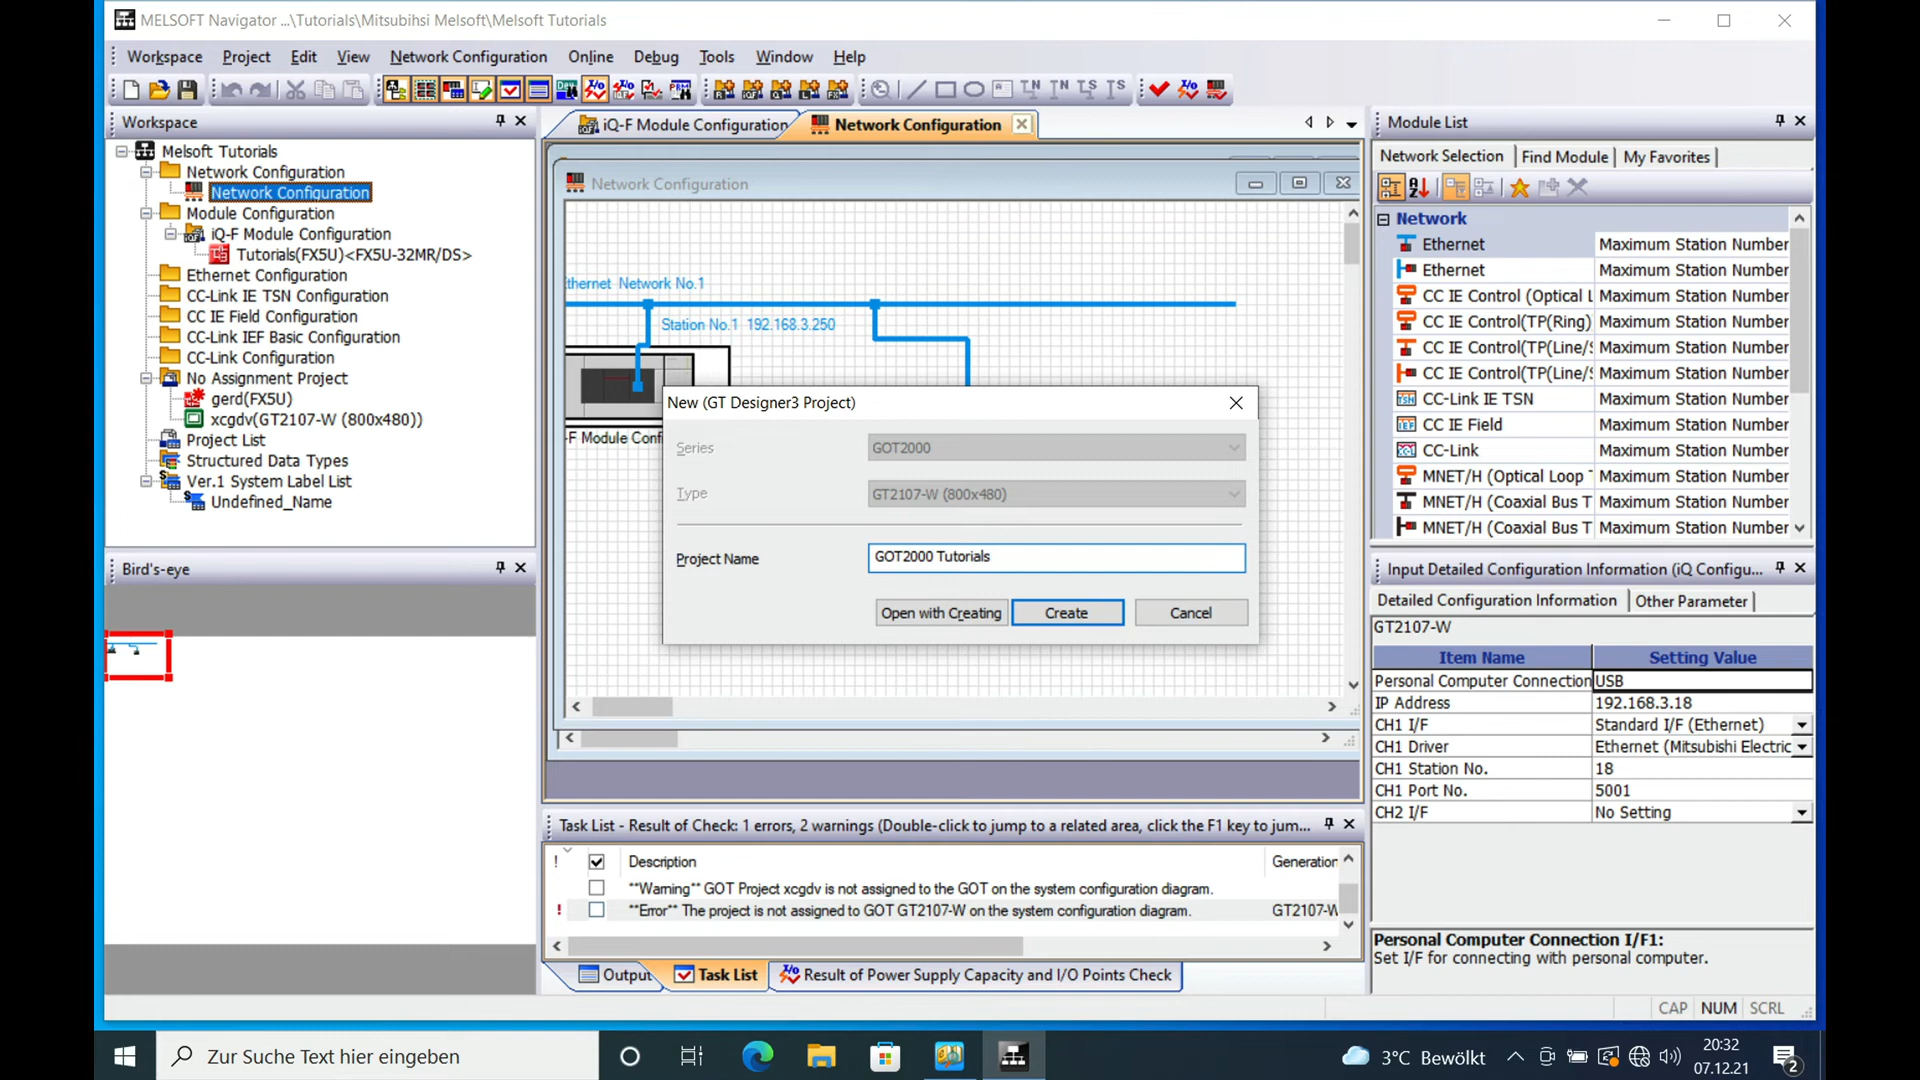 MELSOFT Navigator ...\Tutorials\Mitsubihsi Melsoft\Melsoft Tutorials
Workspace Project Edit View Network Configuration Online Debug Tools Window Help
Workspace
Melsoft Tutorials
Network Configuration
Network Configuration
Module Configuration
iQ-F Module Configuration
Tutorials(FX5U)<FX5U-32MR/DS>
Ethernet Configuration
CC-Link IE TSN Configuration
CC IE Field Configuration
CC-Link IEF Basic Configuration
CC-Link Configuration
No Assignment Project
gerd(FX5U)
xcgdv(GT2107-W (800x480))
Project List
Structured Data Types
Ver.1 System Label List
Undefined_Name
Bird's-eye
iQ-F Module Configuration
Network Configuration
Network Configuration
thernet Network No.1
Station No.1 192.168.3.250
-F Module Confi
New (GT Designer3 Project)
Series
GOT2000
Type
GT2107-W (800x480)
Project Name
GOT2000 Tutorials
Open with Creating
Create
Cancel
Task List - Result of Check: 1 errors, 2 warnings (Double-click to jump to a related area, click the F1 key to jum...
! Description Generation
**Warning** GOT Project xcgdv is not assigned to the GOT on the system configuration diagram.
! **Error** The project is not assigned to GOT GT2107-W on the system configuration diagram. GT2107-W
Output
Task List
Result of Power Supply Capacity and I/O Points Check
Module List
Network Selection Find Module My Favorites
Network
Ethernet Maximum Station Number
Ethernet Maximum Station Number
CC IE Control (Optical L Maximum Station Number
CC IE Control(TP(Ring) Maximum Station Number
CC IE Control(TP(Line/S Maximum Station Number
CC IE Control(TP(Line/S Maximum Station Number
CC-Link IE TSN Maximum Station Number
CC IE Field Maximum Station Number
CC-Link Maximum Station Number
MNET/H (Optical Loop T Maximum Station Number
MNET/H (Coaxial Bus T Maximum Station Number
MNET/H (Coaxial Bus T Maximum Station Number
Input Detailed Configuration Information (iQ Configu...
Detailed Configuration Information Other Parameter
GT2107-W
Item Name Setting Value
Personal Computer Connection USB
IP Address 192.168.3.18
CH1 I/F Standard I/F (Ethernet)
CH1 Driver Ethernet (Mitsubishi Electric
CH1 Station No. 18
CH1 Port No. 5001
CH2 I/F No Setting
Personal Computer Connection I/F1:
Set I/F for connecting with personal computer.
CAP NUM SCRL
Zur Suche Text hier eingeben
3°C Bewölkt
20:32
07.12.21
2